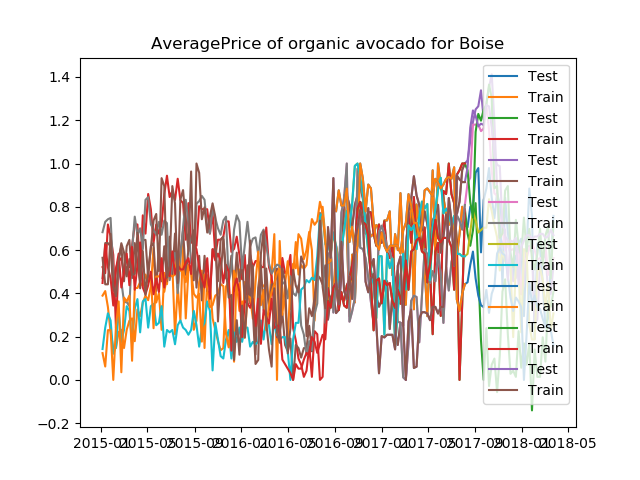 AveragePrice of organic avocado for Boise
1.4
1.2
1.0
0.8
0.6
0.4
0.2
0.0
−0.2
2015-01 2015-05 2015-09 2016-01 2016-05 2016-09 2017-01 2017-05 2017-09 2018-01 2018-05
Test
Train
Test
Train
Test
Train
Test
Train
Test
Train
Test
Train
Test
Train
Test
Train